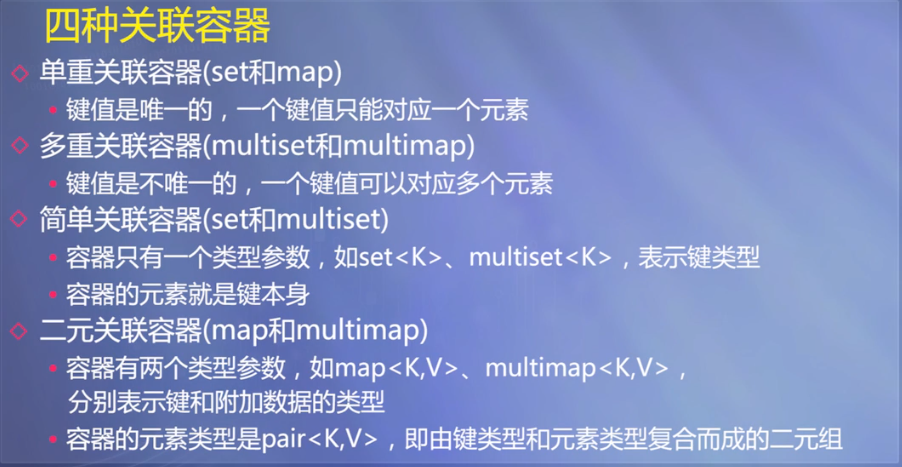 四种关联容器
单重关联容器(set和map)
键值是唯一的，一个键值只能对应一个元素
多重关联容器(multiset和multimap)
键值是不唯一的，一个键值可以对应多个元素
简单关联容器(set和multiset)
容器只有一个类型参数，如set<K>、multiset<K>，表示键类型
容器的元素就是键本身
二元关联容器(map和multimap)
容器有两个类型参数，如map<K,V>、multimap<K,V>，
分别表示键和附加数据的类型
容器的元素类型是pair<K,V>，即由键类型和元素类型复合而成的二元组